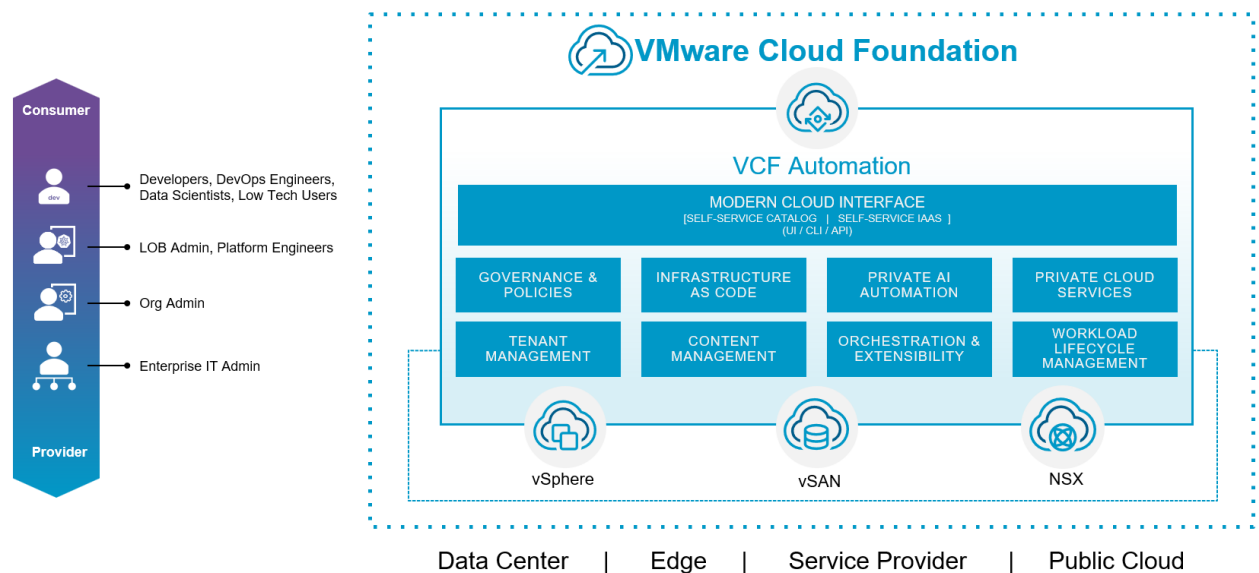 Consumer
dev
Developers, DevOps Engineers,
Data Scientists, Low Tech Users
LOB Admin, Platform Engineers
Org Admin
Enterprise IT Admin
Provider
VMware Cloud Foundation
VCF Automation
MODERN CLOUD INTERFACE
[SELF-SERVICE CATALOG | SELF-SERVICE IAAS ]
(UI / CLI / API)
GOVERNANCE &
POLICIES
INFRASTRUCTURE
AS CODE
PRIVATE AI
AUTOMATION
PRIVATE CLOUD
SERVICES
TENANT
MANAGEMENT
CONTENT
MANAGEMENT
ORCHESTRATION &
EXTENSIBILITY
WORKLOAD
LIFECYCLE
MANAGEMENT
vSphere
vSAN
NSX
Data Center | Edge | Service Provider | Public Cloud